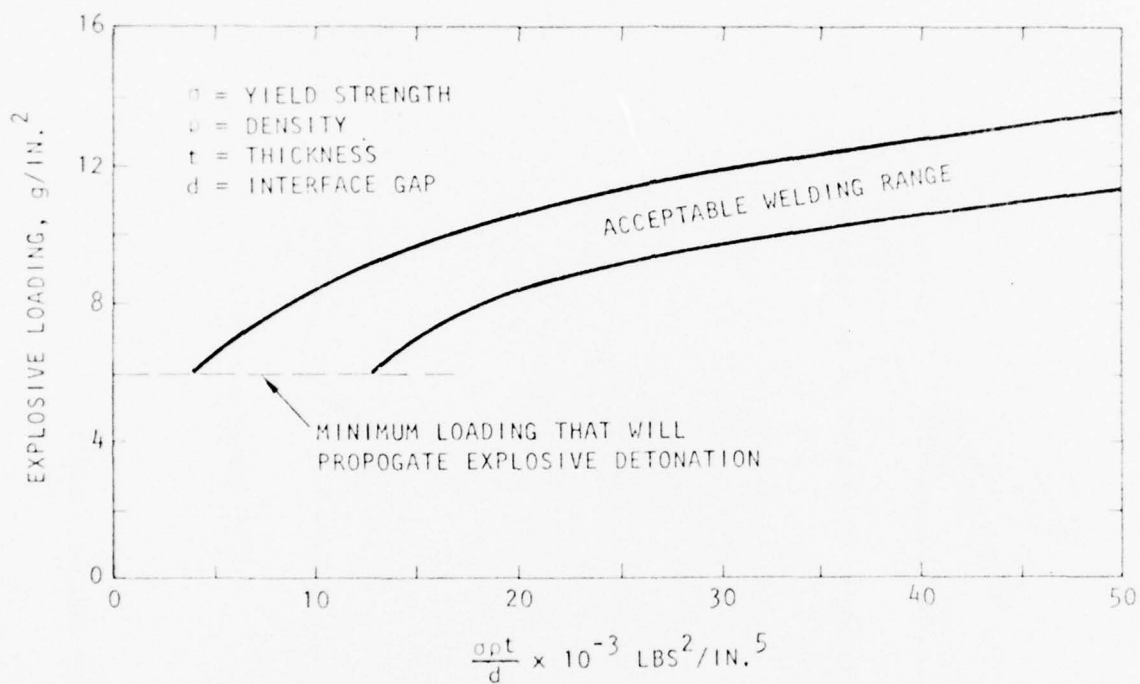 16
12
8
4
0
EXPLOSIVE LOADING, g/IN.²
σ = YIELD STRENGTH
ρ = DENSITY
t = THICKNESS
d = INTERFACE GAP
ACCEPTABLE WELDING RANGE
MINIMUM LOADING THAT WILL
PROPOGATE EXPLOSIVE DETONATION
0 10 20 30 40 50
σρt/d × 10⁻³ LBS²/IN.⁵